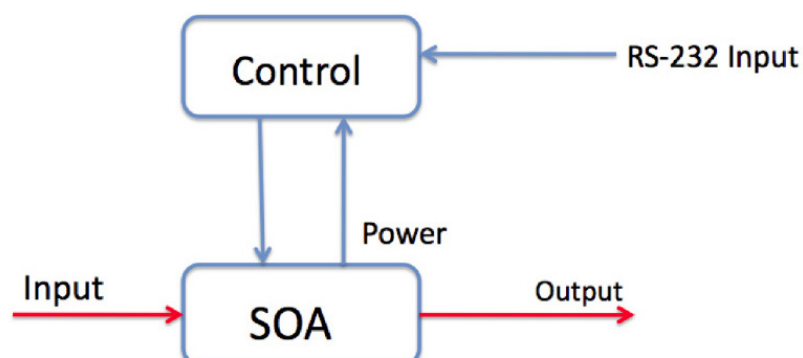 Control
RS-232 Input
Power
Input
Output
SOA